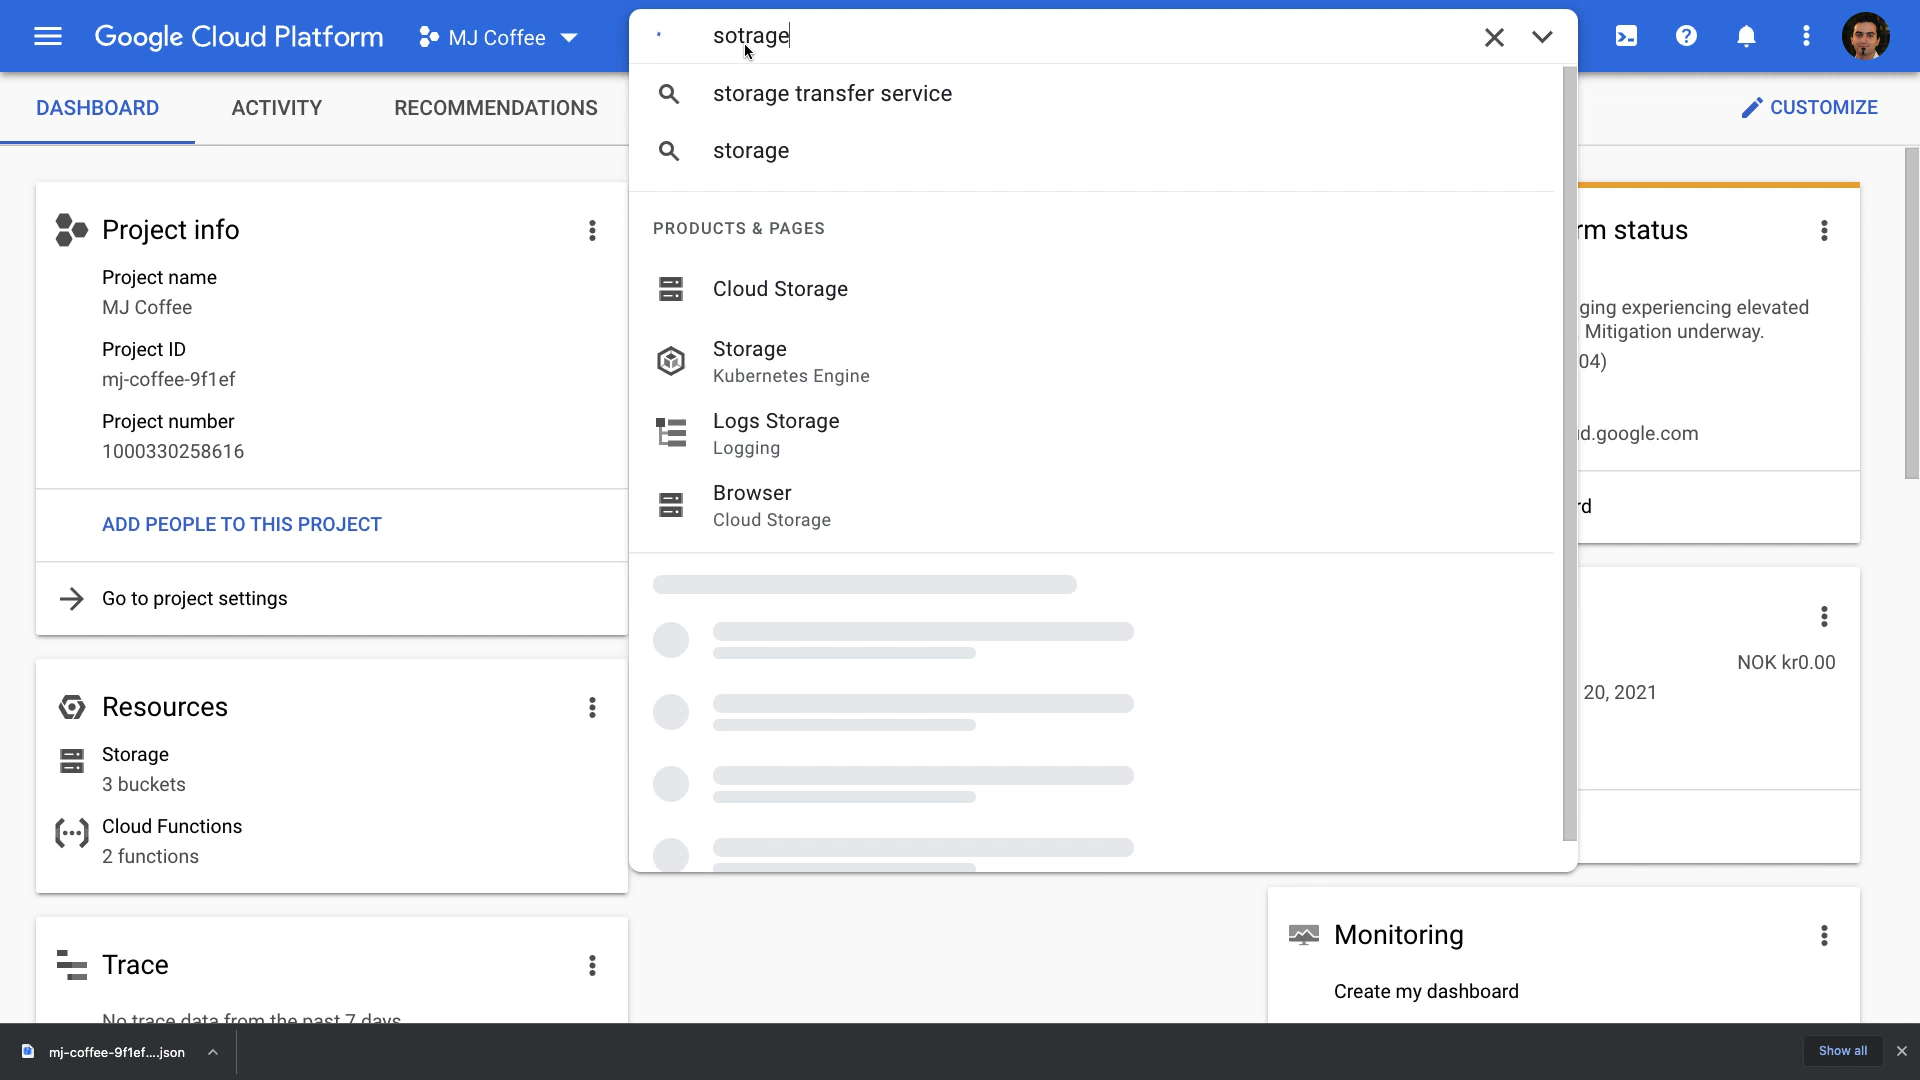 Google Cloud Platform
MJ Coffee
sotrage
DASHBOARD
ACTIVITY
RECOMMENDATIONS
CUSTOMIZE
storage transfer service
storage
PRODUCTS & PAGES
Cloud Storage
Storage
Kubernetes Engine
Logs Storage
Logging
Browser
Cloud Storage
Project info
Project name
MJ Coffee
Project ID
mj-coffee-9f1ef
Project number
1000330258616
ADD PEOPLE TO THIS PROJECT
Go to project settings
Resources
Storage
3 buckets
Cloud Functions
2 functions
Trace
No trace data from the past 7 days
rm status
ging experiencing elevated
Mitigation underway.
04)
d.google.com
rd
NOK kr0.00
20, 2021
Monitoring
Create my dashboard
mj-coffee-9f1ef....json
Show all